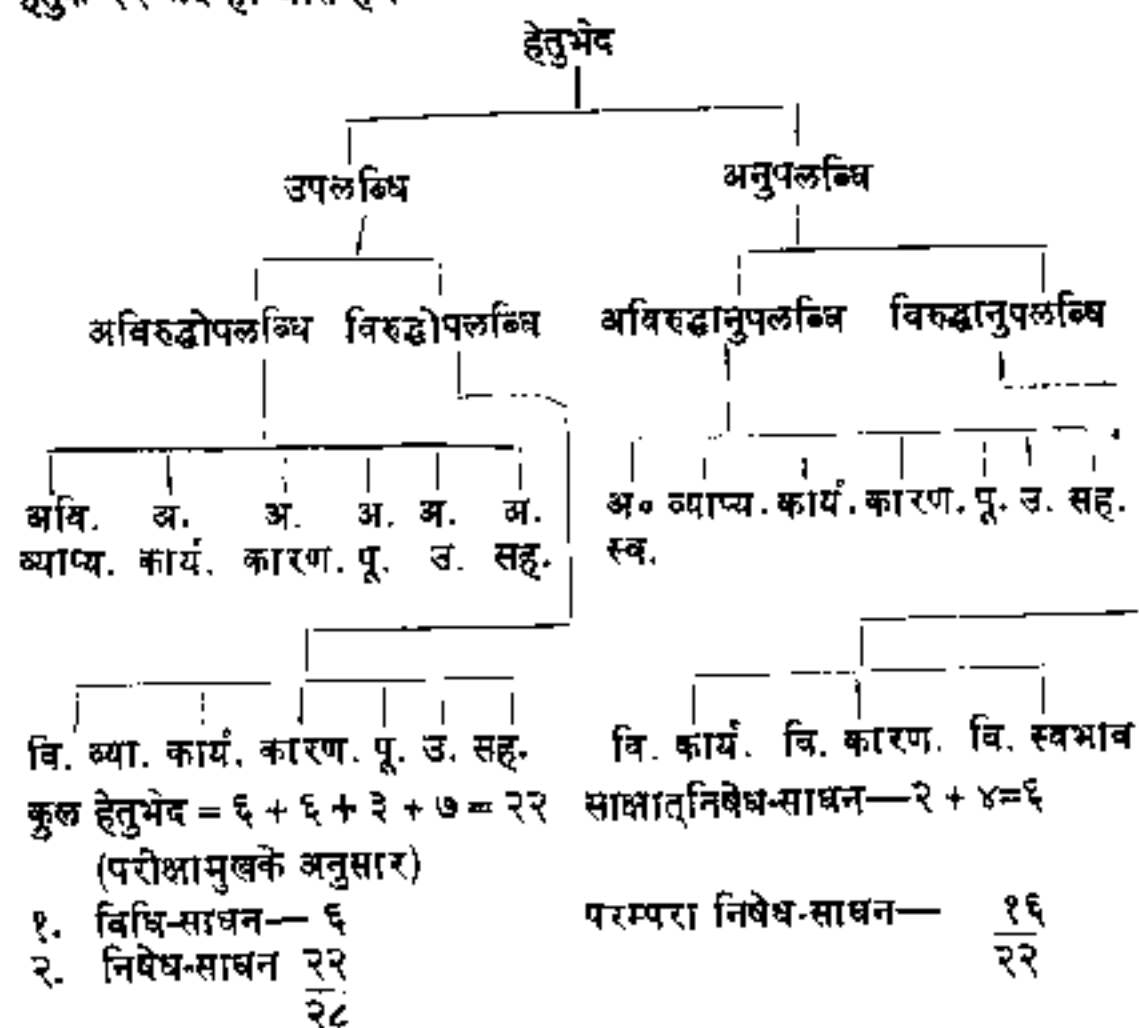 हेतुभेद
उपलब्धि अनुपलब्धि
अविरुद्धोपलब्धि विरुद्धोपलब्धि अविरुद्धानुपलब्धि विरुद्धानुपलब्धि
अवि. अ. अ. अ. अ. अ.
व्याप्य. कार्य. कारण. पू. उ. सह.
अ० व्याप्य. कार्य. कारण. पू. उ. सह.
स्व.
वि. व्या. कार्य. कारण. पू. उ. सह.
वि. कार्य. वि. कारण. वि. स्वभाव
कुल हेतुभेद = ६ + ६ + ३ + ७ = २२
(परीक्षामुखके अनुसार)
१. विधि-साधन— ६
२. निषेध-साधन २२
२८
साक्षात्निषेध-साधन—२ + ४=६
परम्परा निषेध-साधन— १६
२२